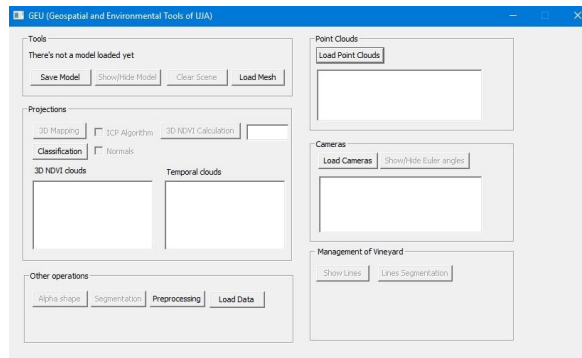 GEU (Geospatial and Environmental Tools of UJA)
Tools
There's not a model loaded yet
Save Model Show/Hide Model Clear Scene Load Mesh
Projections
3D Mapping ICP Algorithm 3D NDVI Calculation
Classification Normals
3D NDVI clouds Temporal clouds
Other operations
Alpha shape Segmentation Preprocessing Load Data
Point Clouds
Load Point Clouds
Cameras
Load Cameras Show/Hide Euler angles
Management of Vineyard
Show Lines Lines Segmentation